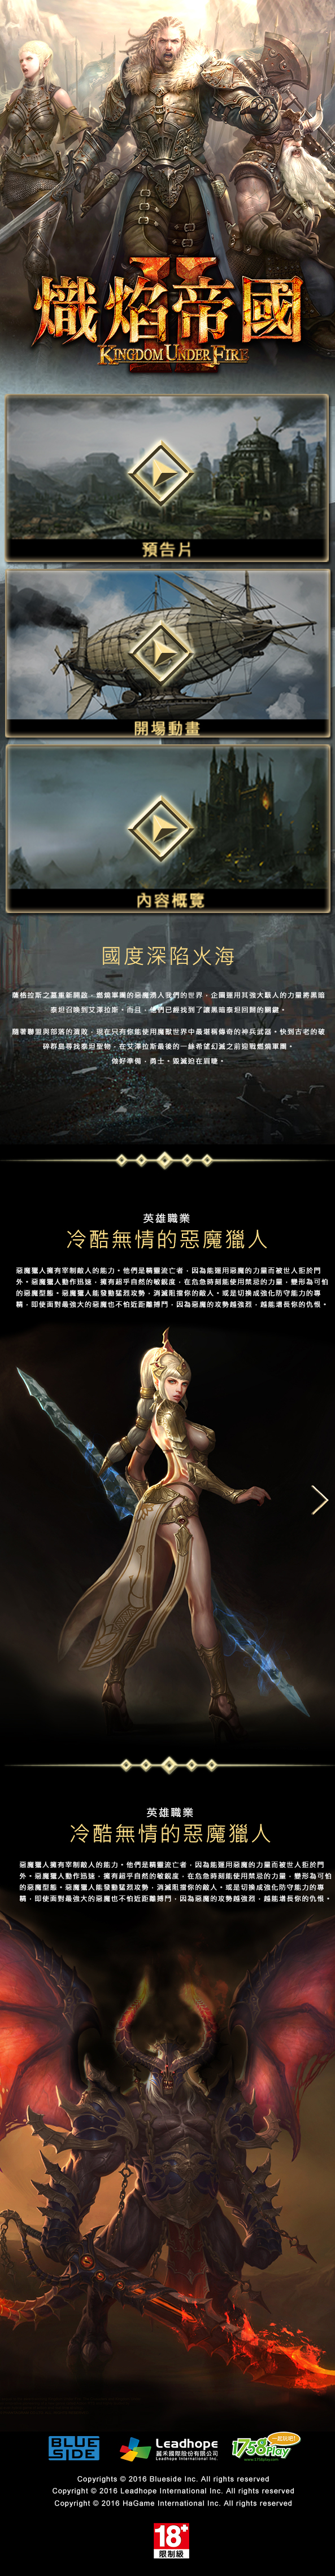 熾焰帝國
II
KINGDOM UNDER FIRE
預告片
開場動畫
內容概覽
國度深陷火海
薩格拉斯之墓重新開啟，燃燒軍團的惡魔湧入我們的世界，企圖運用其強大駭人的力量將黑暗
泰坦召喚到艾澤拉斯。而且，他們已經找到了讓黑暗泰坦回歸的關鍵。
隨著聯盟與部落的潰敗，現在只有你能使用魔獸世界中最堪稱傳奇的神兵武器，快到古老的破
碎群島尋找泰坦聖物，在艾澤拉斯最後的一絲希望幻滅之前迎戰燃燒軍團。
做好準備，勇士。毀滅迫在眉睫。
英雄職業
冷酷無情的惡魔獵人
惡魔獵人擁有宰制敵人的能力。他們是精靈流亡者，因為能運用惡魔的力量而被世人拒於門
外。惡魔獵人動作迅速，擁有超乎自然的敏銳度，在危急時刻能使用禁忌的力量，變形為可怕
的惡魔型態。惡魔獵人能發動猛烈攻勢，消滅阻擋你的敵人。或是切換成強化防守能力的專
精，即使面對最強大的惡魔也不怕近距離搏鬥，因為惡魔的攻勢越強烈，越能增長你的仇恨。
英雄職業
冷酷無情的惡魔獵人
惡魔獵人擁有宰制敵人的能力。他們是精靈流亡者，因為能運用惡魔的力量而被世人拒於門
外。惡魔獵人動作迅速，擁有超乎自然的敏銳度，在危急時刻能使用禁忌的力量，變形為可怕
的惡魔型態。惡魔獵人能發動猛烈攻勢，消滅阻擋你的敵人。或是切換成強化防守能力的專
精，即使面對最強大的惡魔也不怕近距離搏鬥，因為惡魔的攻勢越強烈，越能增長你的仇恨。
BLUE
SIDE
Leadhope
麗禾國際股份有限公司
Leadhope International Inc.
一起玩吧!
1758Play
www.1758play.com
Copyrights © 2016 Blueside Inc. All rights reserved
Copyright © 2016 Leadhope International Inc. All rights reserved
Copyright © 2016 HaGame International Inc. All rights reserved
18+
限制級